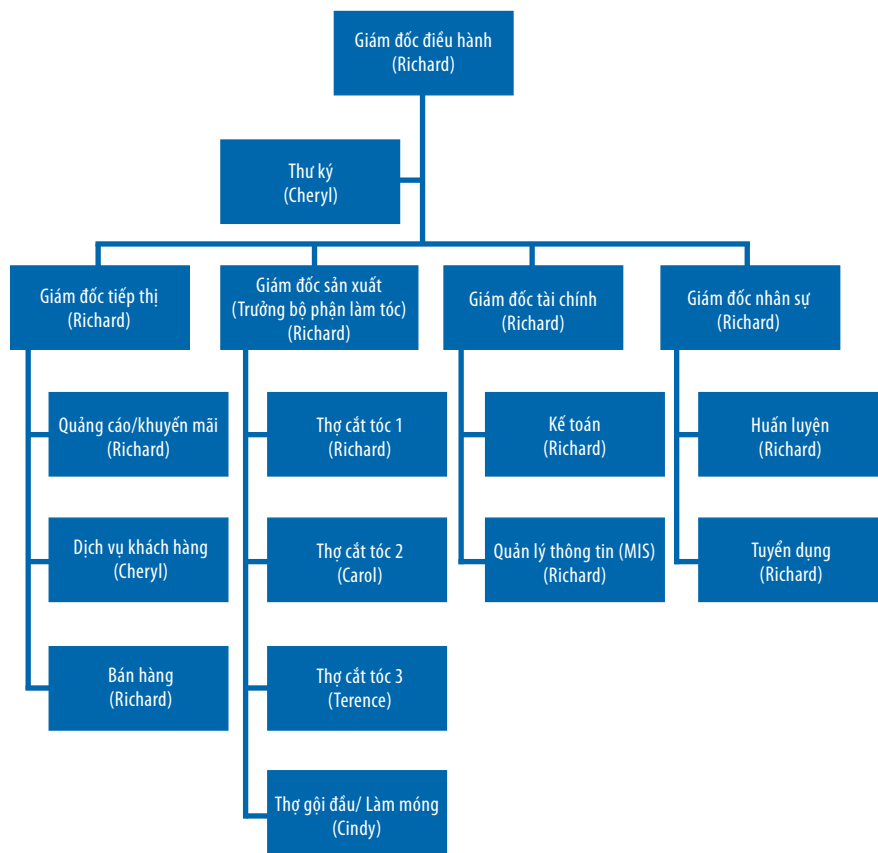 Giám đốc điều hành
(Richard)
Thư ký
(Cheryl)
Giám đốc tiếp thị
(Richard)
Giám đốc sản xuất
(Trưởng bộ phận làm tóc)
(Richard)
Giám đốc tài chính
(Richard)
Giám đốc nhân sự
(Richard)
Quảng cáo/khuyến mãi
(Richard)
Thợ cắt tóc 1
(Richard)
Kế toán
(Richard)
Huấn luyện
(Richard)
Dịch vụ khách hàng
(Cheryl)
Thợ cắt tóc 2
(Carol)
Quản lý thông tin (MIS)
(Richard)
Tuyển dụng
(Richard)
Bán hàng
(Richard)
Thợ cắt tóc 3
(Terence)
Thợ gội đầu/ Làm móng
(Cindy)